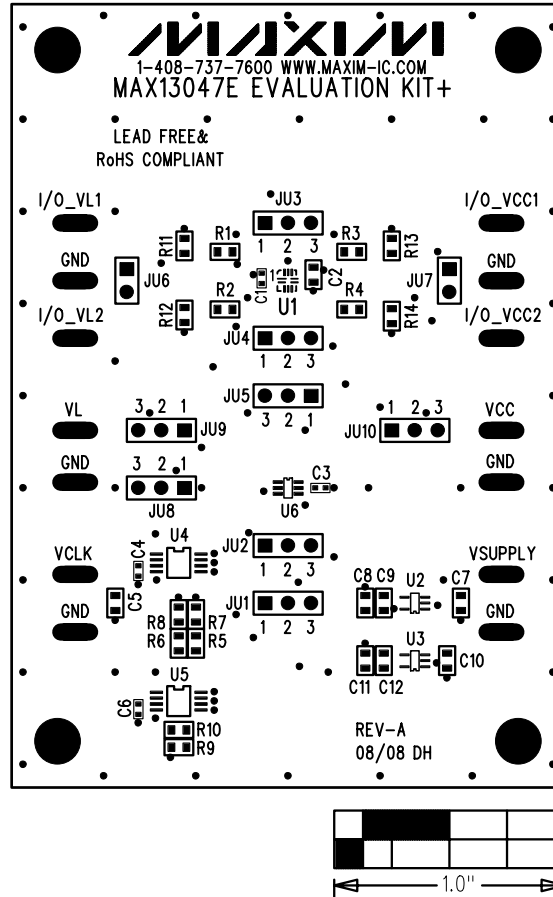 MAXIM
1-408-737-7600 WWW.MAXIM-IC.COM
MAX13047E EVALUATION KIT+
LEAD FREE&
RoHS COMPLIANT
I/O_VL1
JU3
I/O_VCC1
R11
R1
1 2 3
R3
R13
GND
GND
JU6
C1
1
C2
JU7
I/O_VL2
R12
R2
U1
R4
R14
I/O_VCC2
JU4
1 2 3
JU5
3 2 1
VL
3 2 1
JU9
1 2 3
JU10
VCC
GND
3 2 1
JU8
C3
U6
GND
VCLK
C4
U4
JU2
1 2 3
VSUPPLY
C5
C8 C9
U2
C7
GND
R8
R7
JU1
1 2 3
GND
R6
R5
U3
C10
C11 C12
U5
C6
R10
R9
REV-A
08/08 DH
1.0"